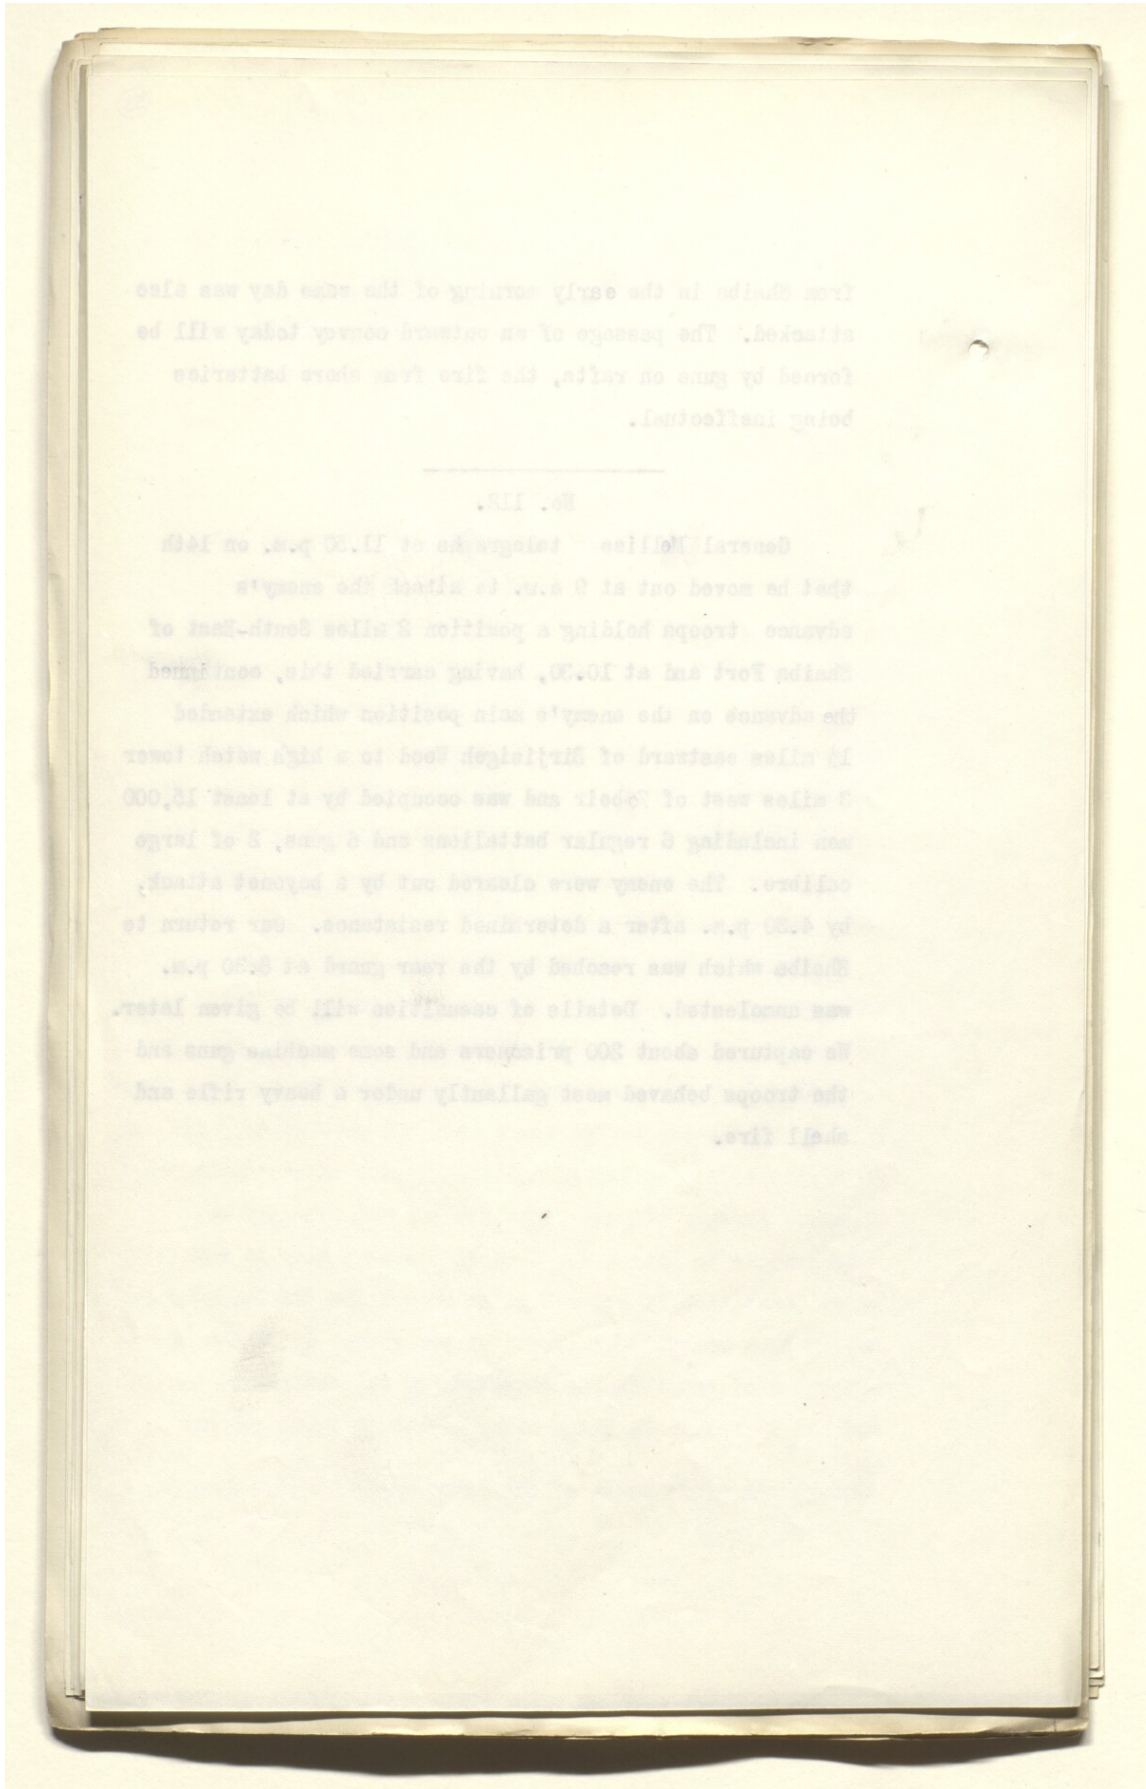 from Shaiba in the early morning of the same day was also
attacked. The passage of an outward convoy today will be
forced by guns on rafts, the fire from shore batteries
being ineffectual.
No. 118.
General Melliss telegraphs at 11.50 p.m. on 14th
that he moved out at 9 a.m. to attack the enemy's
advance troops holding a position 2 miles South-East of
Shaiba Fort and at 10.30, having carried this, continued
the advance on the enemy's main position which extended
1½ miles eastward of Birjisiyeh Wood to a high watch tower
3 miles west of Zobeir and was occupied by at least 15,000
men including 6 regular battalions and 6 guns, 2 of large
calibre. The enemy were cleared out by a bayonet attack,
by 4.20 p.m. after a determined resistance. Our return to
Shaiba which was reached by the rear guard at 8.30 p.m.
was unmolested. Details of casualties will be given later.
We captured about 200 prisoners and some machine guns and
the troops behaved most gallantly under a heavy rifle and
shell fire.